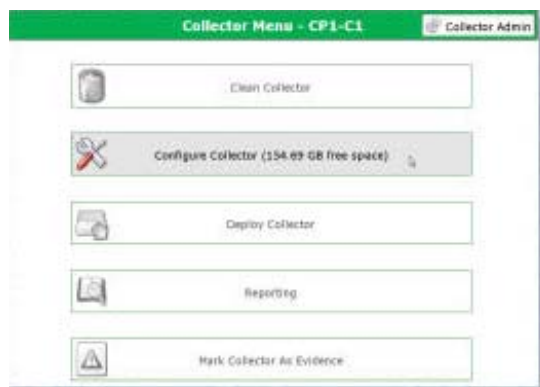 Collector Menu - CP1-C1
Collector Admin
Clean Collector
Configure Collector (154.69 GB free space)
Deploy Collector
Reporting
Mark Collector As Evidence